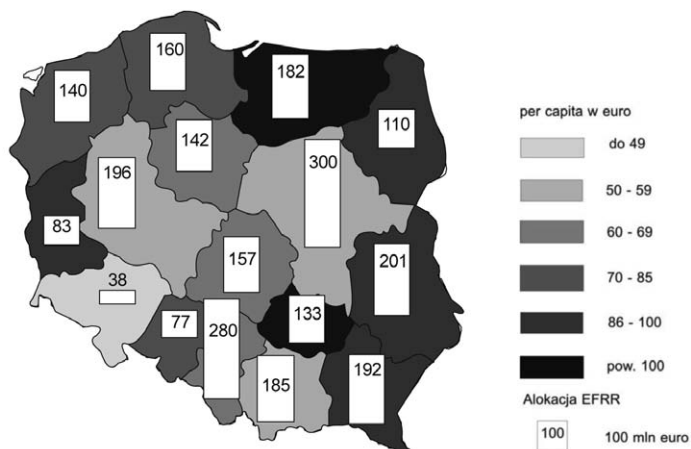 160
182
140
110
142
300
196
83
157
201
38
77
280
133
185
192
per capita w euro
do 49
50 - 59
60 - 69
70 - 85
86 - 100
pow. 100
Alokacja EFRR
100 100 mln euro